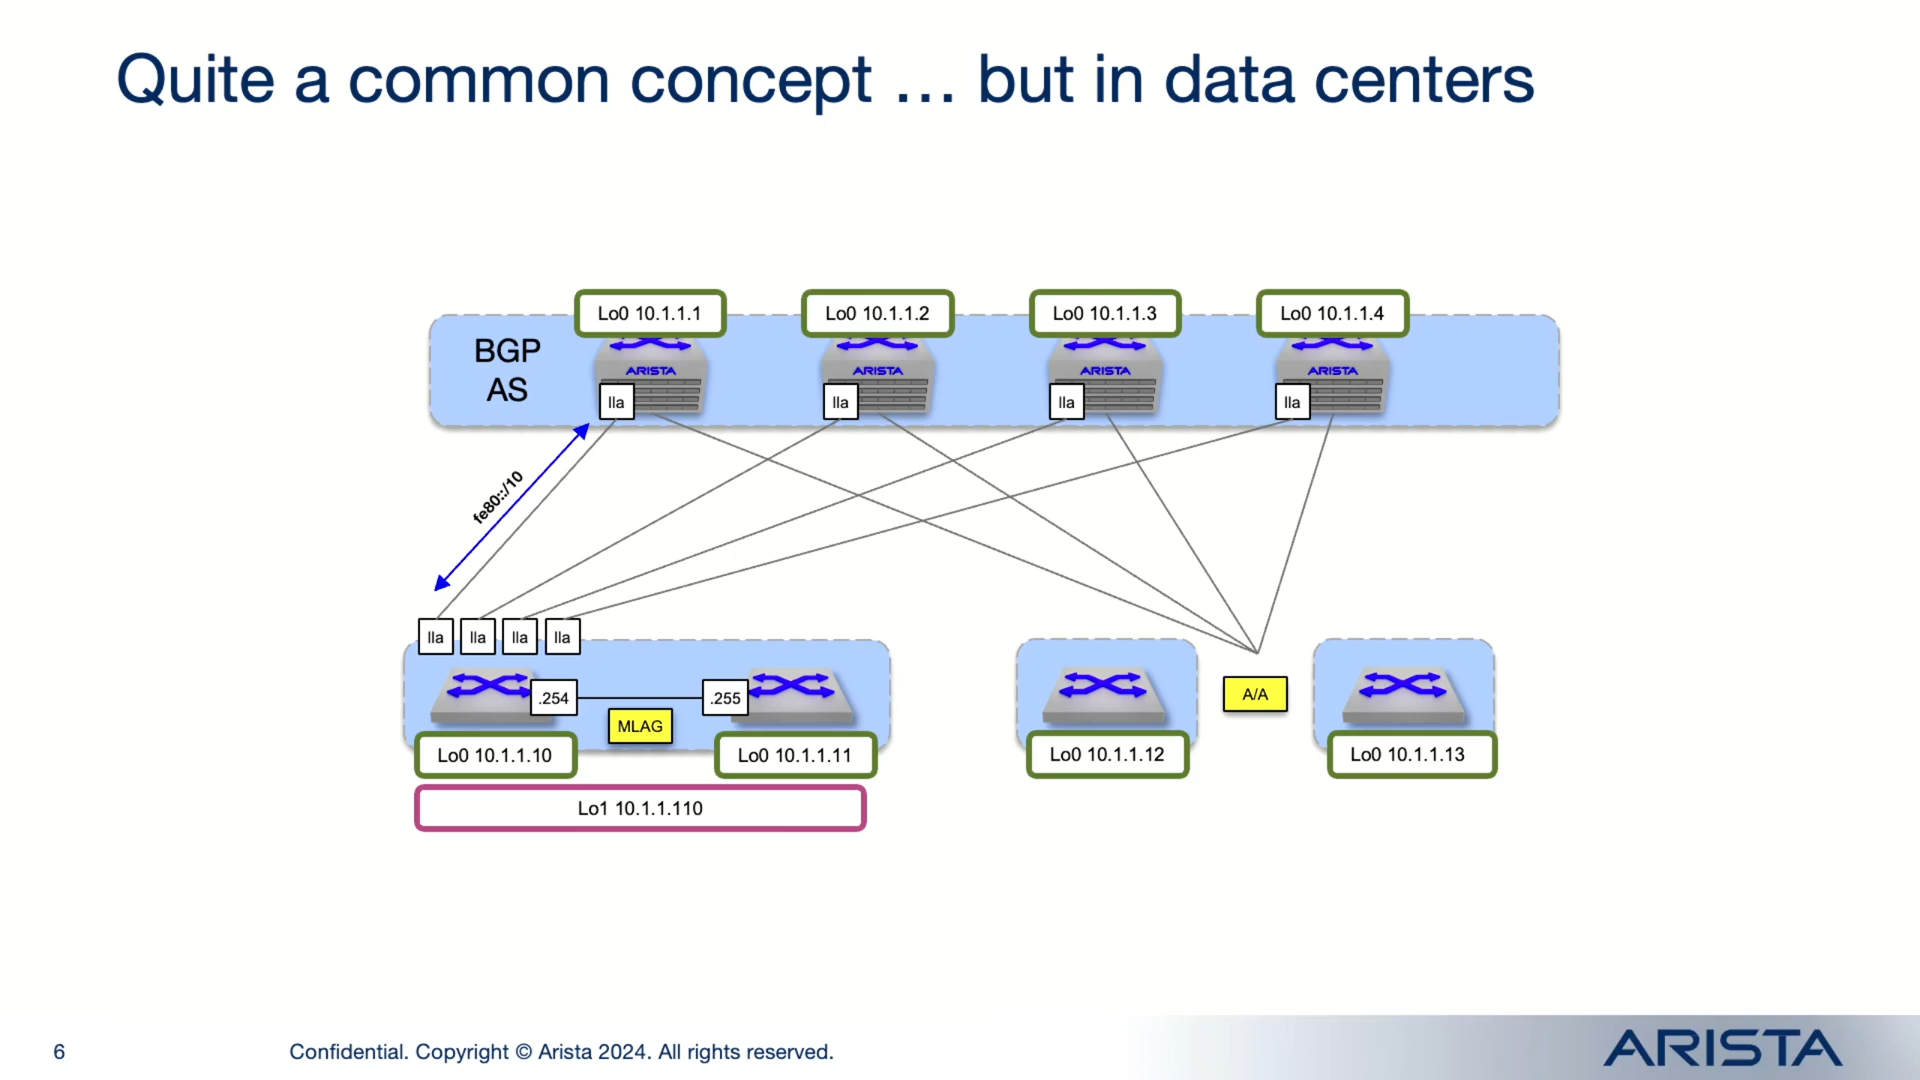 Quite a common concept … but in data centers
Lo0 10.1.1.1
Lo0 10.1.1.2
Lo0 10.1.1.3
Lo0 10.1.1.4
BGP
AS
ARISTA
ARISTA
ARISTA
ARISTA
lla
lla
lla
lla
fe80::/10
lla
lla
lla
lla
.254
.255
MLAG
A/A
Lo0 10.1.1.10
Lo0 10.1.1.11
Lo0 10.1.1.12
Lo0 10.1.1.13
Lo1 10.1.1.110
6
Confidential. Copyright © Arista 2024. All rights reserved.
ARISTA